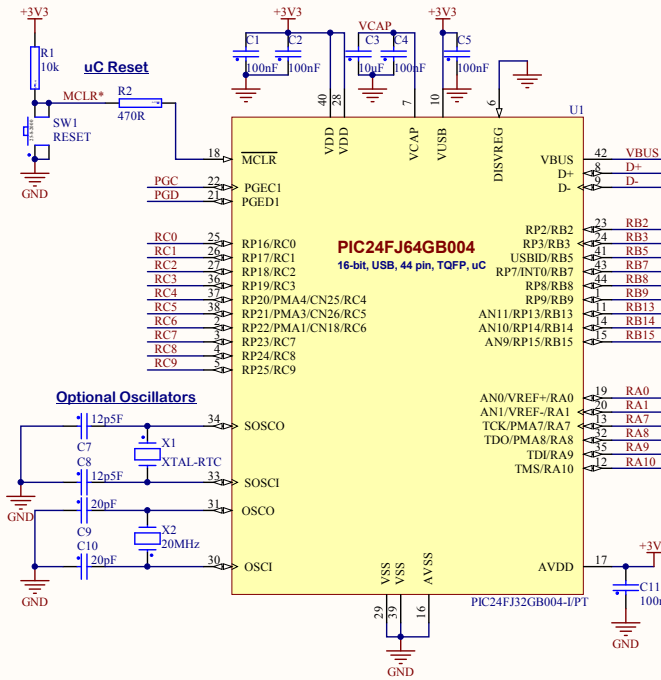 +3V3
+3V3
VCAP
+3V3
R1
10k
uC Reset
C1
100nF
C2
100nF
C3
10uF
C4
100nF
C5
100nF
MCLR*
R2
470R
SW1
RESET
GND
40
28
7
10
6
VDD
VDD
VCAP
VUSB
DISVREG
U1
18
MCLR
PGC
22
PGEC1
PGD
21
PGED1
VBUS
42
VBUS
D+
8
D+
D-
9
D-
RC0
25
RP16/RC0
RC1
26
RP17/RC1
RC2
27
RP18/RC2
RC3
36
RP19/RC3
RC4
37
RP20/PMA4/CN25/RC4
RC5
38
RP21/PMA3/CN26/RC5
RC6
2
RP22/PMA1/CN18/RC6
RC7
3
RP23/RC7
RC8
4
RP24/RC8
RC9
5
RP25/RC9
PIC24FJ64GB004
16-bit, USB, 44 pin, TQFP, uC
RP2/RB2
23
RB2
RP3/RB3
24
RB3
USBID/RB5
41
RB5
RP7/INT0/RB7
43
RB7
RP8/RB8
44
RB8
RP9/RB9
1
RB9
AN11/RP13/RB13
11
RB13
AN10/RP14/RB14
14
RB14
AN9/RP15/RB15
15
RB15
AN0/VREF+/RA0
19
RA0
AN1/VREF-/RA1
20
RA1
TCK/PMA7/RA7
13
RA7
TDO/PMA8/RA8
32
RA8
TDI/RA9
35
RA9
TMS/RA10
12
RA10
Optional Oscillators
12p5F
C7
X1
XTAL-RTC
34
SOSCO
C8
12p5F
33
SOSCI
GND
20pF
C9
31
OSCO
X2
20MHz
C10
20pF
30
OSCI
GND
VSS
VSS
AVSS
29
39
16
GND
AVDD
17
+3V
PIC24FJ32GB004-I/PT
C11
100n
GND